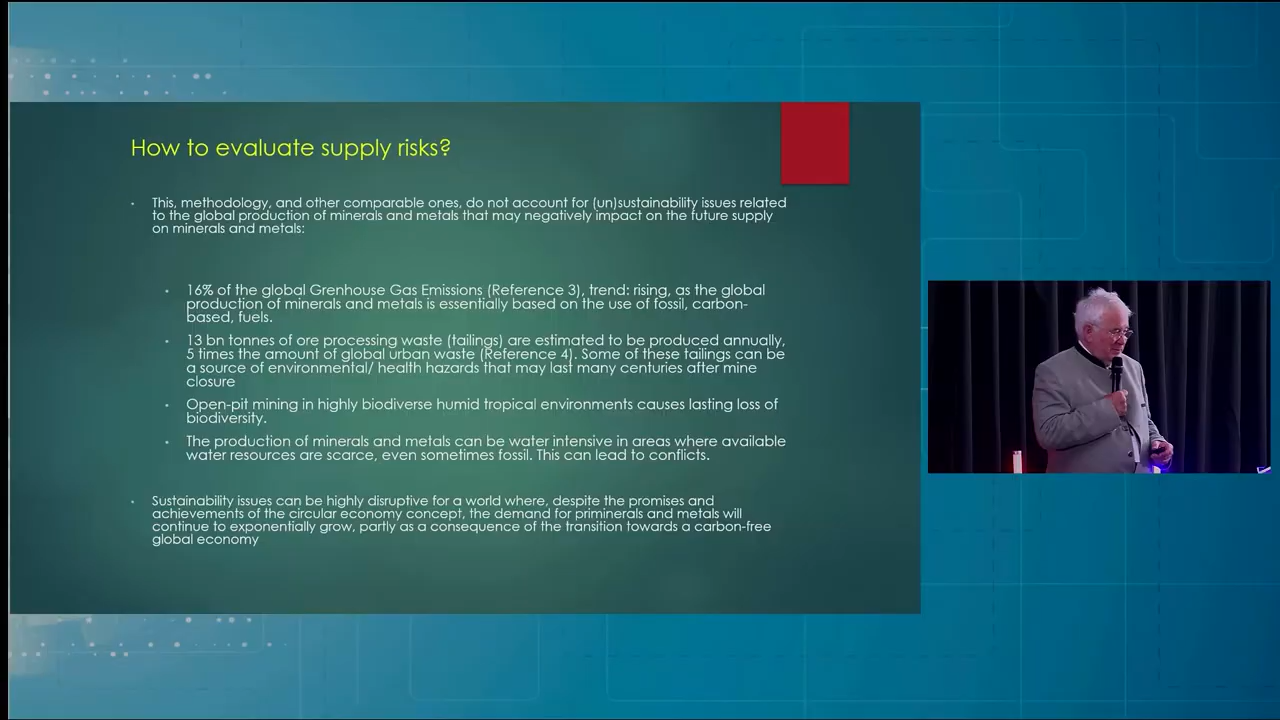 How to evaluate supply risks?
This, methodology, and other comparable ones, do not account for (un)sustainability issues related
to the global production of minerals and metals that may negatively impact on the future supply
on minerals and metals:
16% of the global Grenhouse Gas Emissions (Reference 3), trend: rising, as the global
production of minerals and metals is essentially based on the use of fossil, carbon-
based, fuels.
13 bn tonnes of ore processing waste (tailings) are estimated to be produced annually,
5 times the amount of global urban waste (Reference 4). Some of these tailings can be
a source of environmental/ health hazards that may last many centuries after mine
closure
Open-pit mining in highly biodiverse humid tropical environments causes lasting loss of
biodiversity.
The production of minerals and metals can be water intensive in areas where available
water resources are scarce, even sometimes fossil. This can lead to conflicts.
Sustainability issues can be highly disruptive for a world where, despite the promises and
achievements of the circular economy concept, the demand for priminerals and metals will
continue to exponentially grow, partly as a consequence of the transition towards a carbon-free
global economy